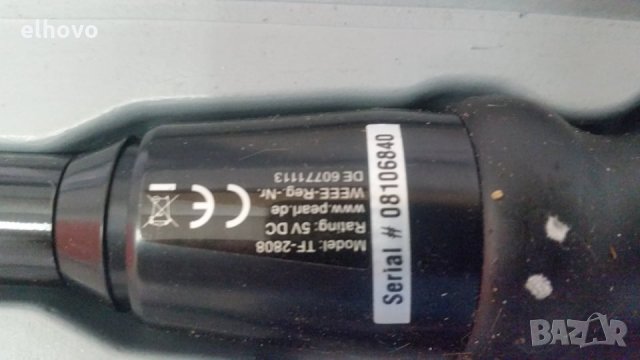 elhovo
Model: TF-2808
Rating: 5V DC
www.pearl.de
WEEE-Reg.-Nr.
DE 60771113
CE
Serial # 08106840
BAZAR